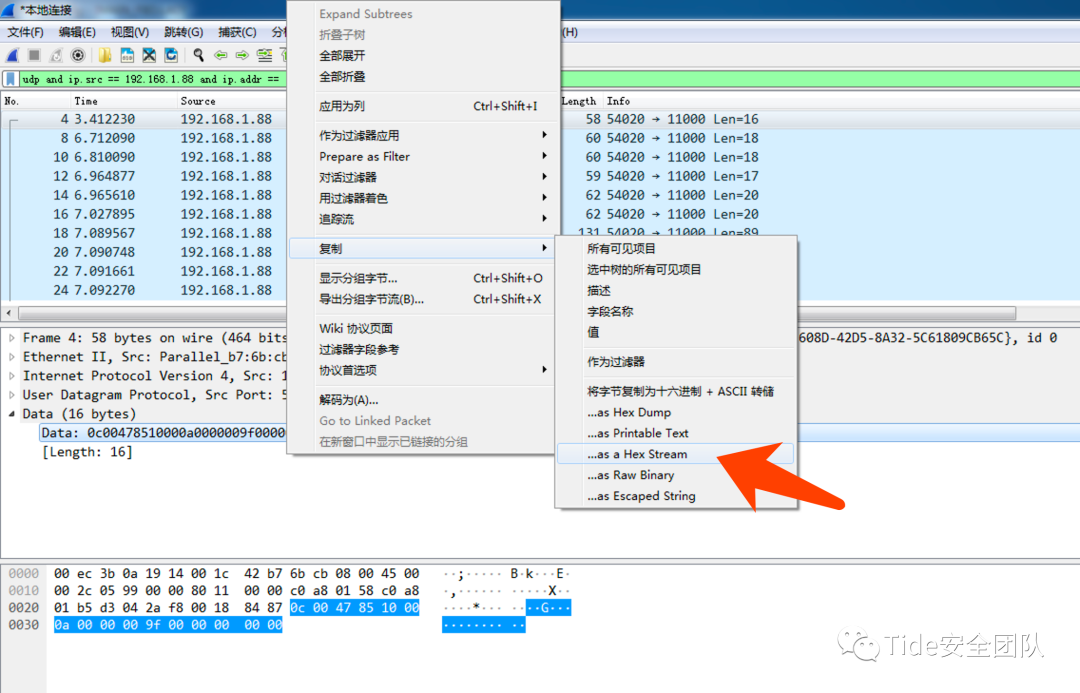 *本地连接
文件(F) 编辑(E) 视图(V) 跳转(G) 捕获(C) 分 (H)
udp and ip.src == 192.168.1.88 and ip.addr ==
No. Time Source Length Info
4 3.412230 192.168.1.88 58 54020 → 11000 Len=16
8 6.712090 192.168.1.88 60 54020 → 11000 Len=18
10 6.810090 192.168.1.88 60 54020 → 11000 Len=18
12 6.964877 192.168.1.88 59 54020 → 11000 Len=17
14 6.965610 192.168.1.88 62 54020 → 11000 Len=20
16 7.027895 192.168.1.88 62 54020 → 11000 Len=20
18 7.089567 192.168.1.88 131 54020 → 11000 Len=89
20 7.090748 192.168.1.88
22 7.091661 192.168.1.88
24 7.092270 192.168.1.88
Expand Subtrees
折叠子树
全部展开
全部折叠
应用为列 Ctrl+Shift+I
作为过滤器应用
Prepare as Filter
对话过滤器
用过滤器着色
追踪流
复制
显示分组字节... Ctrl+Shift+O
导出分组字节流(B)... Ctrl+Shift+X
Wiki 协议页面
过滤器字段参考
协议首选项
解码为(A)...
Go to Linked Packet
在新窗口中显示已链接的分组
所有可见项目
选中树的所有可见项目
描述
字段名称
值
作为过滤器
将字节复制为十六进制 + ASCII 转储
...as Hex Dump
...as Printable Text
...as a Hex Stream
...as Raw Binary
...as Escaped String
Frame 4: 58 bytes on wire (464 bits 608D-42D5-8A32-5C61809CB65C}, id 0
Ethernet II, Src: Parallel_b7:6b:cb
Internet Protocol Version 4, Src: 1
User Datagram Protocol, Src Port: 5
Data (16 bytes)
Data: 0c00478510000a0000009f0000
[Length: 16]
0000 00 ec 3b 0a 19 14 00 1c 42 b7 6b cb 08 00 45 00 ··;····· B·k···E·
0010 00 2c 05 99 00 00 80 11 00 00 c0 a8 01 58 c0 a8 ·,······ ·····X··
0020 01 b5 d3 04 2a f8 00 18 84 87 0c 00 47 85 10 00 ····*··· ····G···
0030 0a 00 00 00 9f 00 00 00 00 00 ········ ··
Tide安全团队